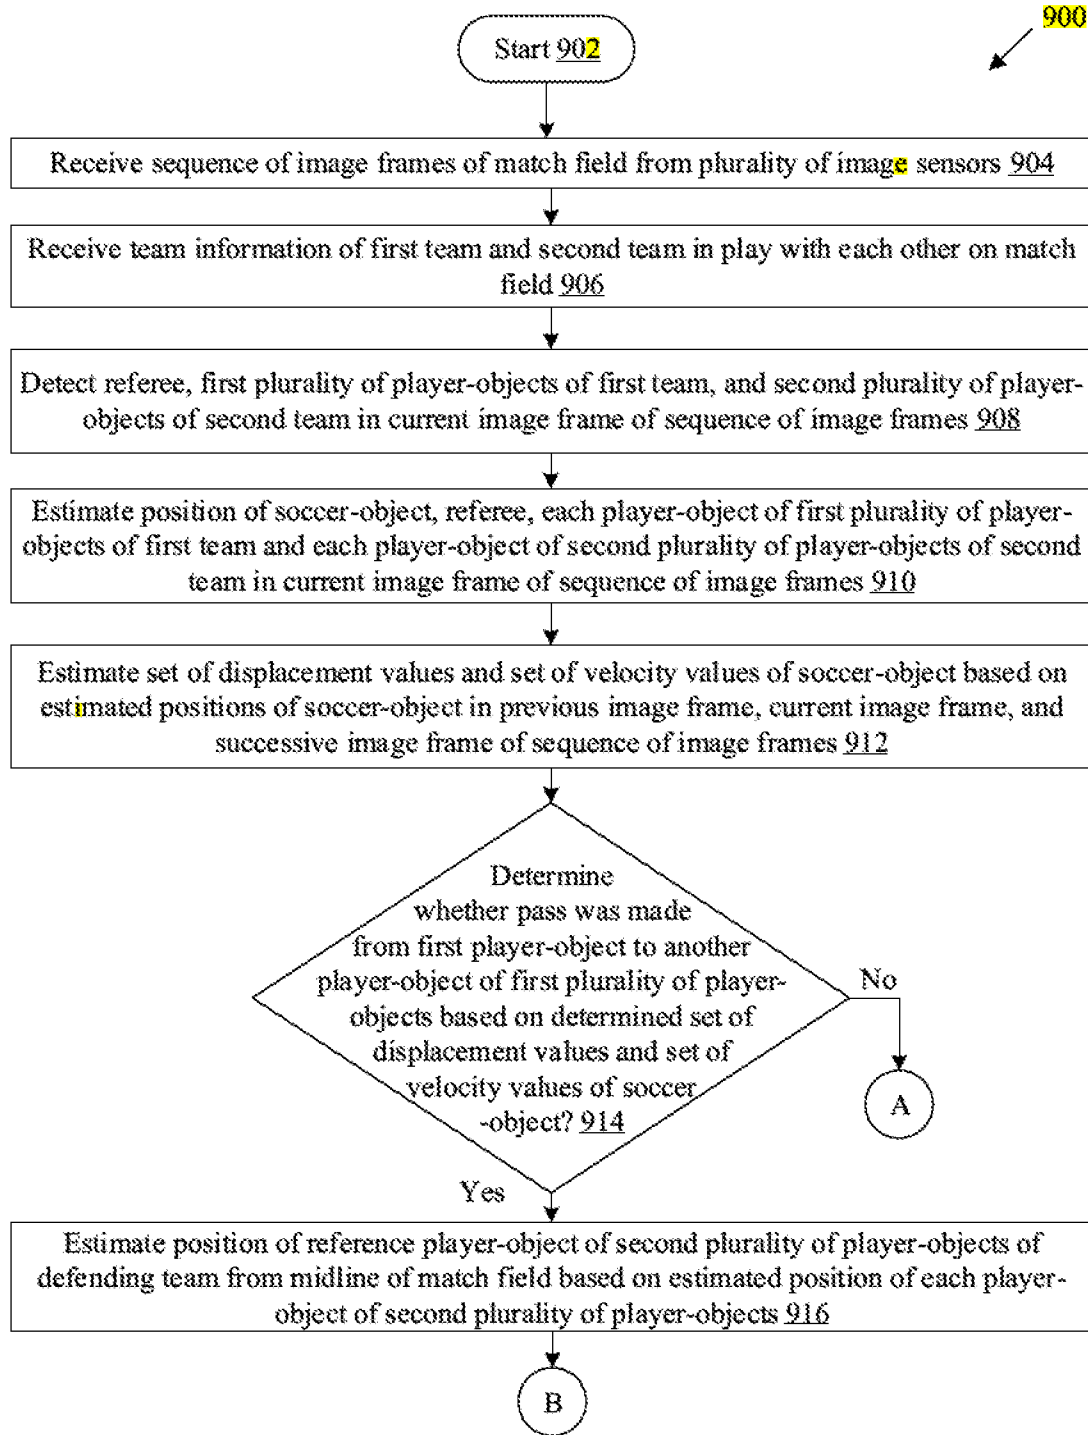 900
Start 902
Receive sequence of image frames of match field from plurality of image sensors 904
Receive team information of first team and second team in play with each other on match
field 906
Detect referee, first plurality of player-objects of first team, and second plurality of player-
objects of second team in current image frame of sequence of image frames 908
Estimate position of soccer-object, referee, each player-object of first plurality of player-
objects of first team and each player-object of second plurality of player-objects of second
team in current image frame of sequence of image frames 910
Estimate set of displacement values and set of velocity values of soccer-object based on
estimated positions of soccer-object in previous image frame, current image frame, and
successive image frame of sequence of image frames 912
Determine
whether pass was made
from first player-object to another
player-object of first plurality of player-
objects based on determined set of
displacement values and set of
velocity values of soccer
-object? 914
No
A
Yes
Estimate position of reference player-object of second plurality of player-objects of
defending team from midline of match field based on estimated position of each player-
object of second plurality of player-objects 916
B